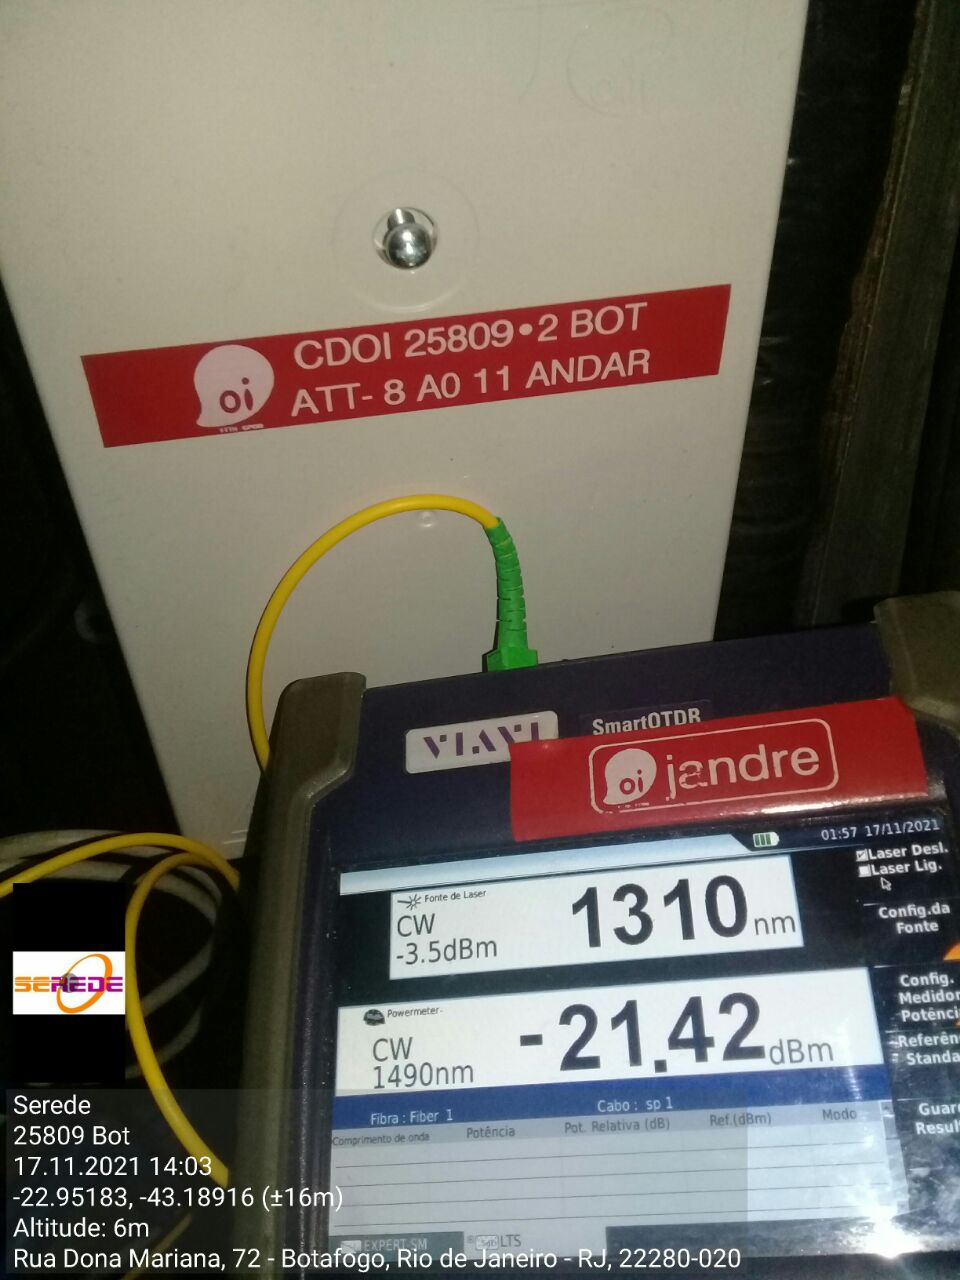 CDOI 25809•2 BOT
oi
ATT- 8 A0 11 ANDAR
VIAVI
SmartOTDR
oi jandre
01:57 17/11/2021
Laser Desl.
Laser Lig.
Fonte de Laser
CW
-3.5dBm
1310nm
Config.da
Fonte
Powermeter-
CW
1490nm
-21.42dBm
Config.
Medidor
Potênci
Referên
Standa
Fibra : Fiber 1
Cabo : sp 1
Guar
Resul
Comprimento de onda
Potência
Pot. Relativa (dB)
Ref.(dBm)
Modo
EXPERT SM
LTS
SEREDE
Serede
25809 Bot
17.11.2021 14:03
-22.95183, -43.18916 (±16m)
Altitude: 6m
Rua Dona Mariana, 72 - Botafogo, Rio de Janeiro - RJ, 22280-020